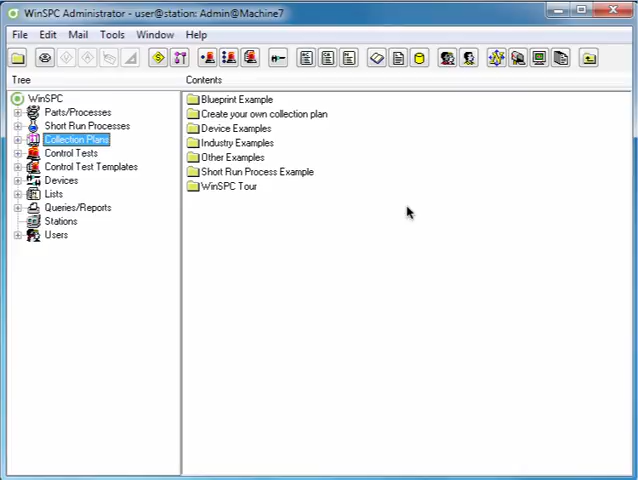 WinSPC Administrator - user@station: Admin@Machine7
File Edit Mail Tools Window Help
Tree Contents
WinSPC
Parts/Processes
Short Run Processes
Collection Plans
Control Tests
Control Test Templates
Devices
Lists
Queries/Reports
Stations
Users
Blueprint Example
Create your own collection plan
Device Examples
Industry Examples
Other Examples
Short Run Process Example
WinSPC Tour